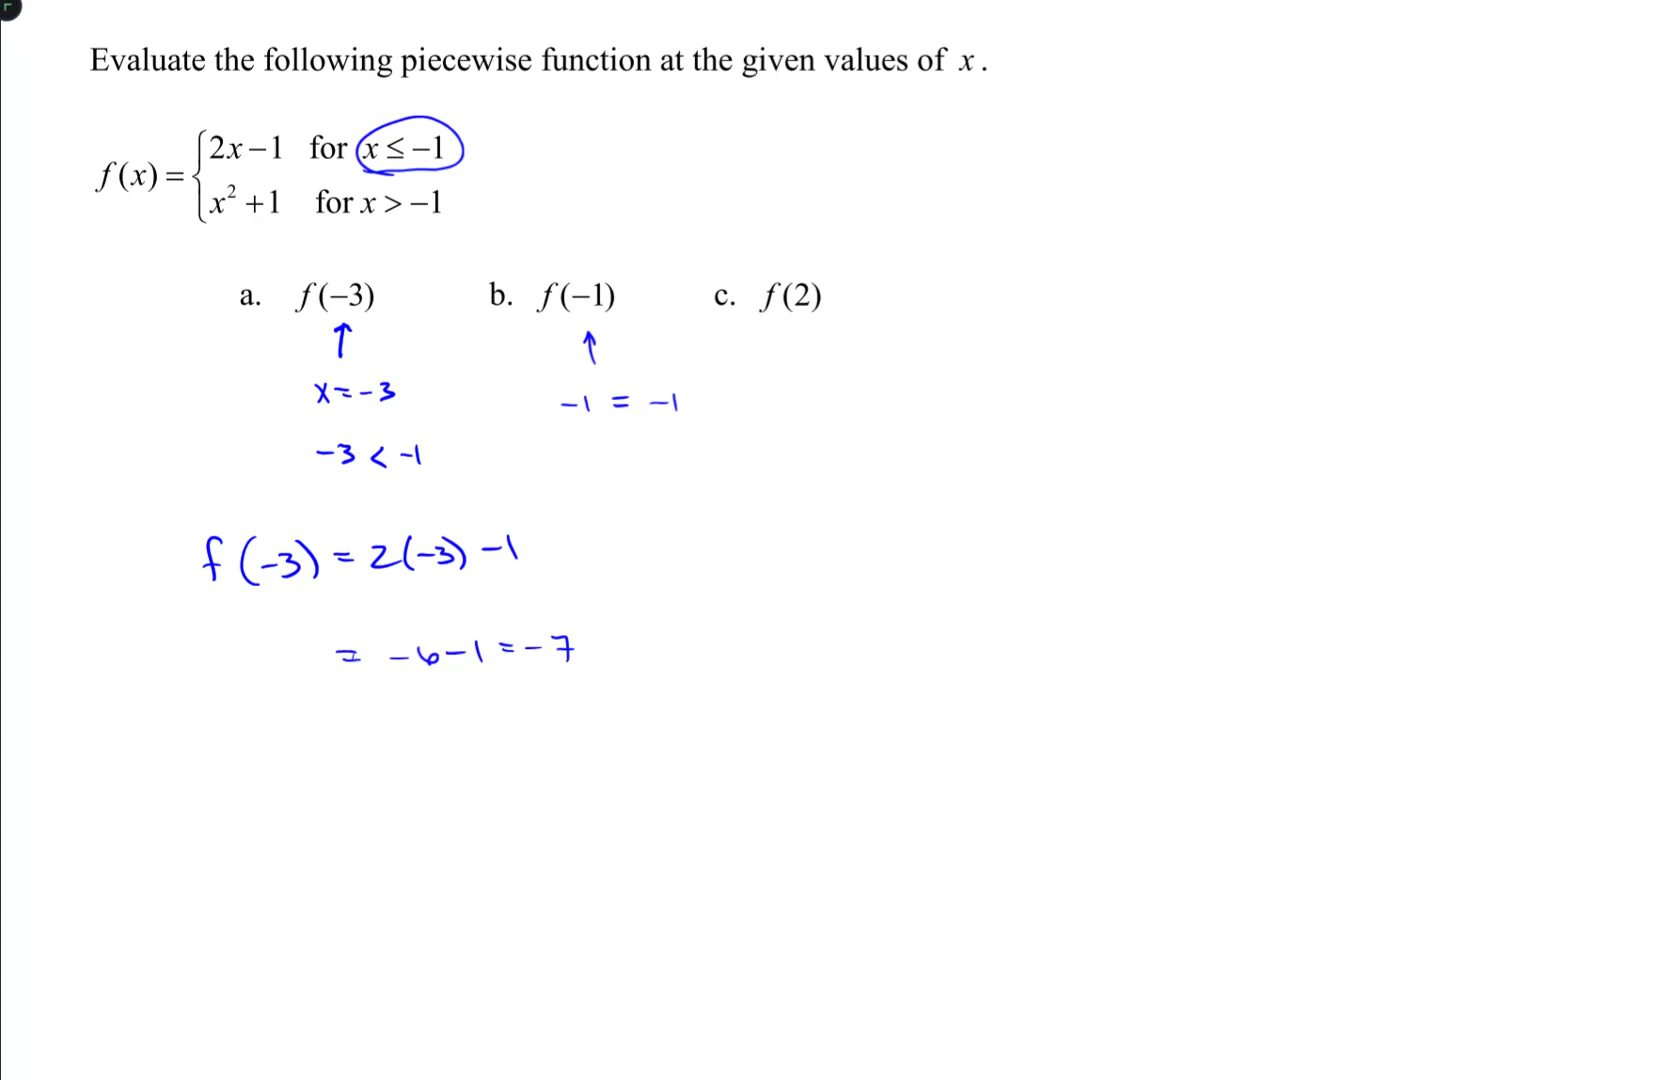 Evaluate the following piecewise function at the given values of x.
f(x) = { 2x−1 for x ≤ −1
x² +1 for x > −1
a. f(−3) b. f(−1) c. f(2)
↑ ↑
x = -3 -1 = -1
-3 < -1
f(-3) = 2(-3) -1
= -6-1 = -7